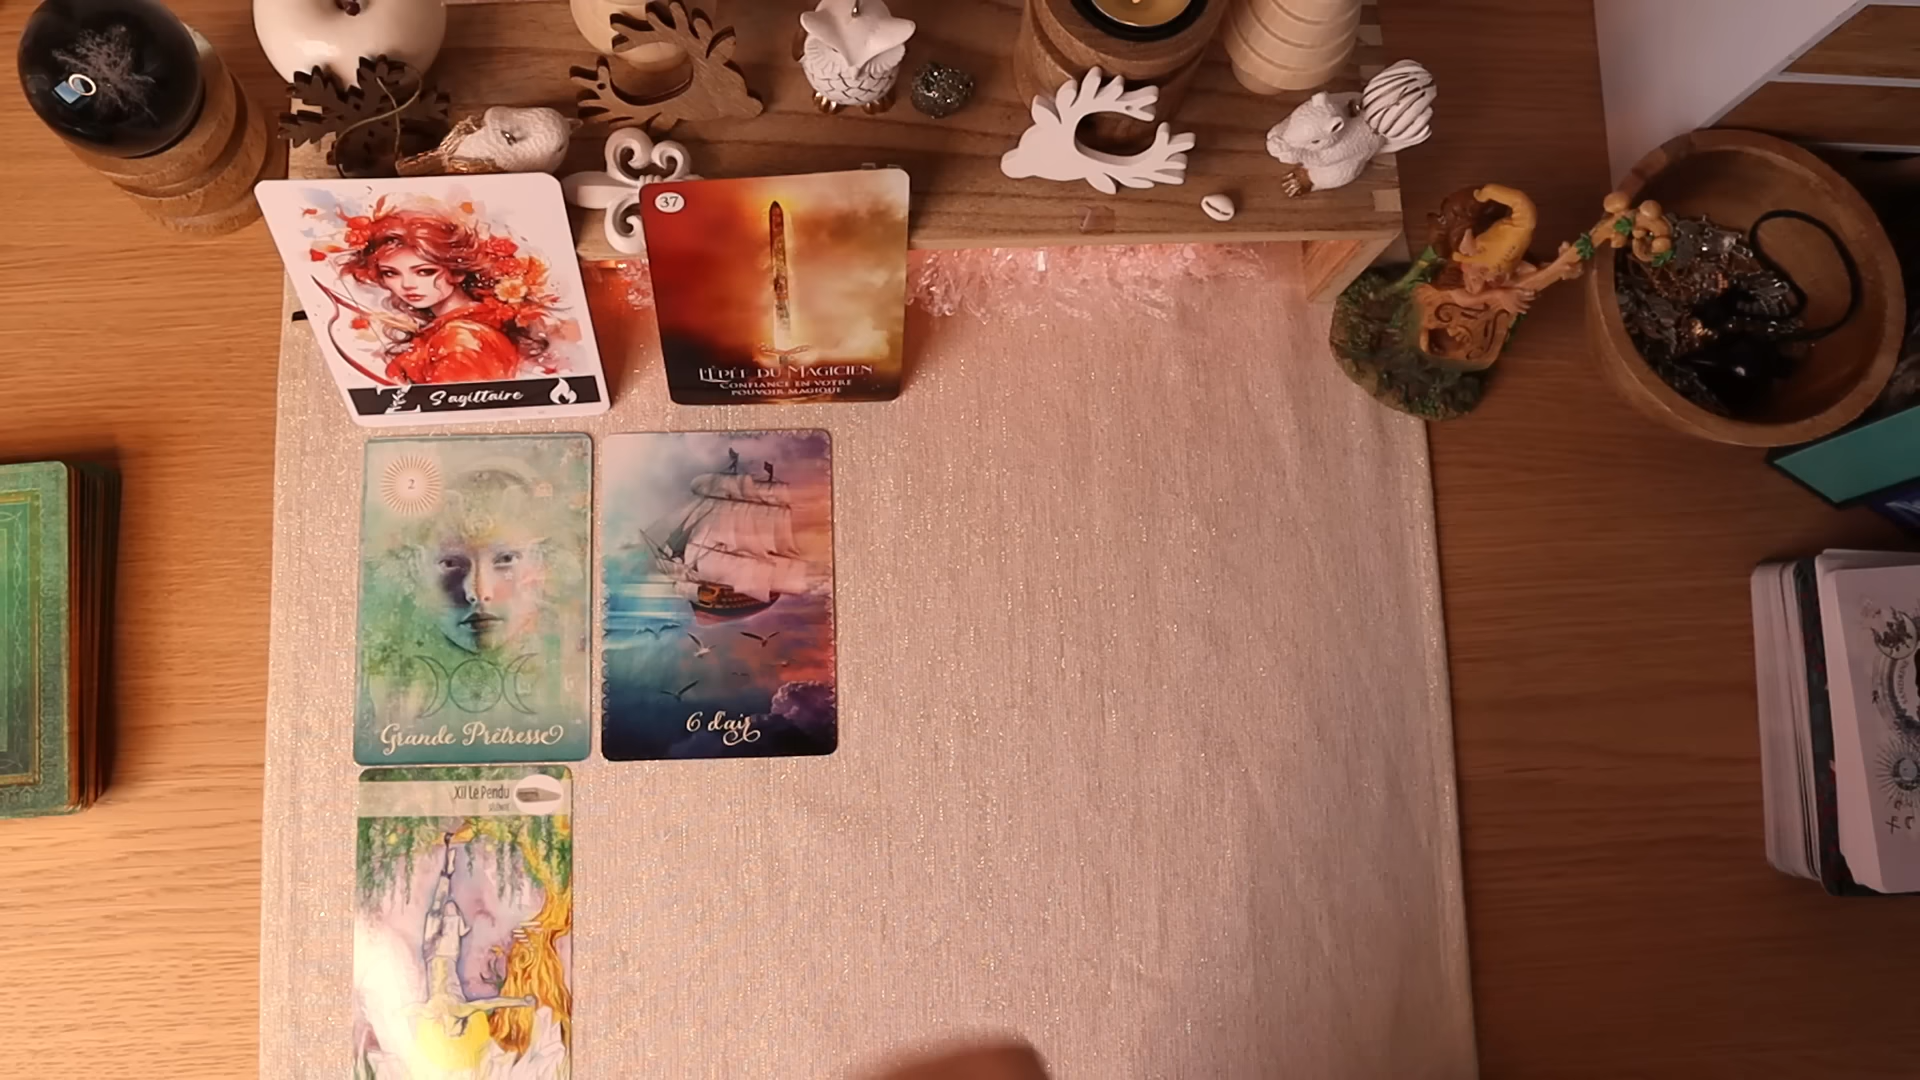 Sagittaire
37
L'ÉPÉE DU MAGICIEN
CONFIANCE EN VOTRE
POUVOIR MAGIQUE
2
Grande Prêtresse
6 d'air
XII Le Pendu